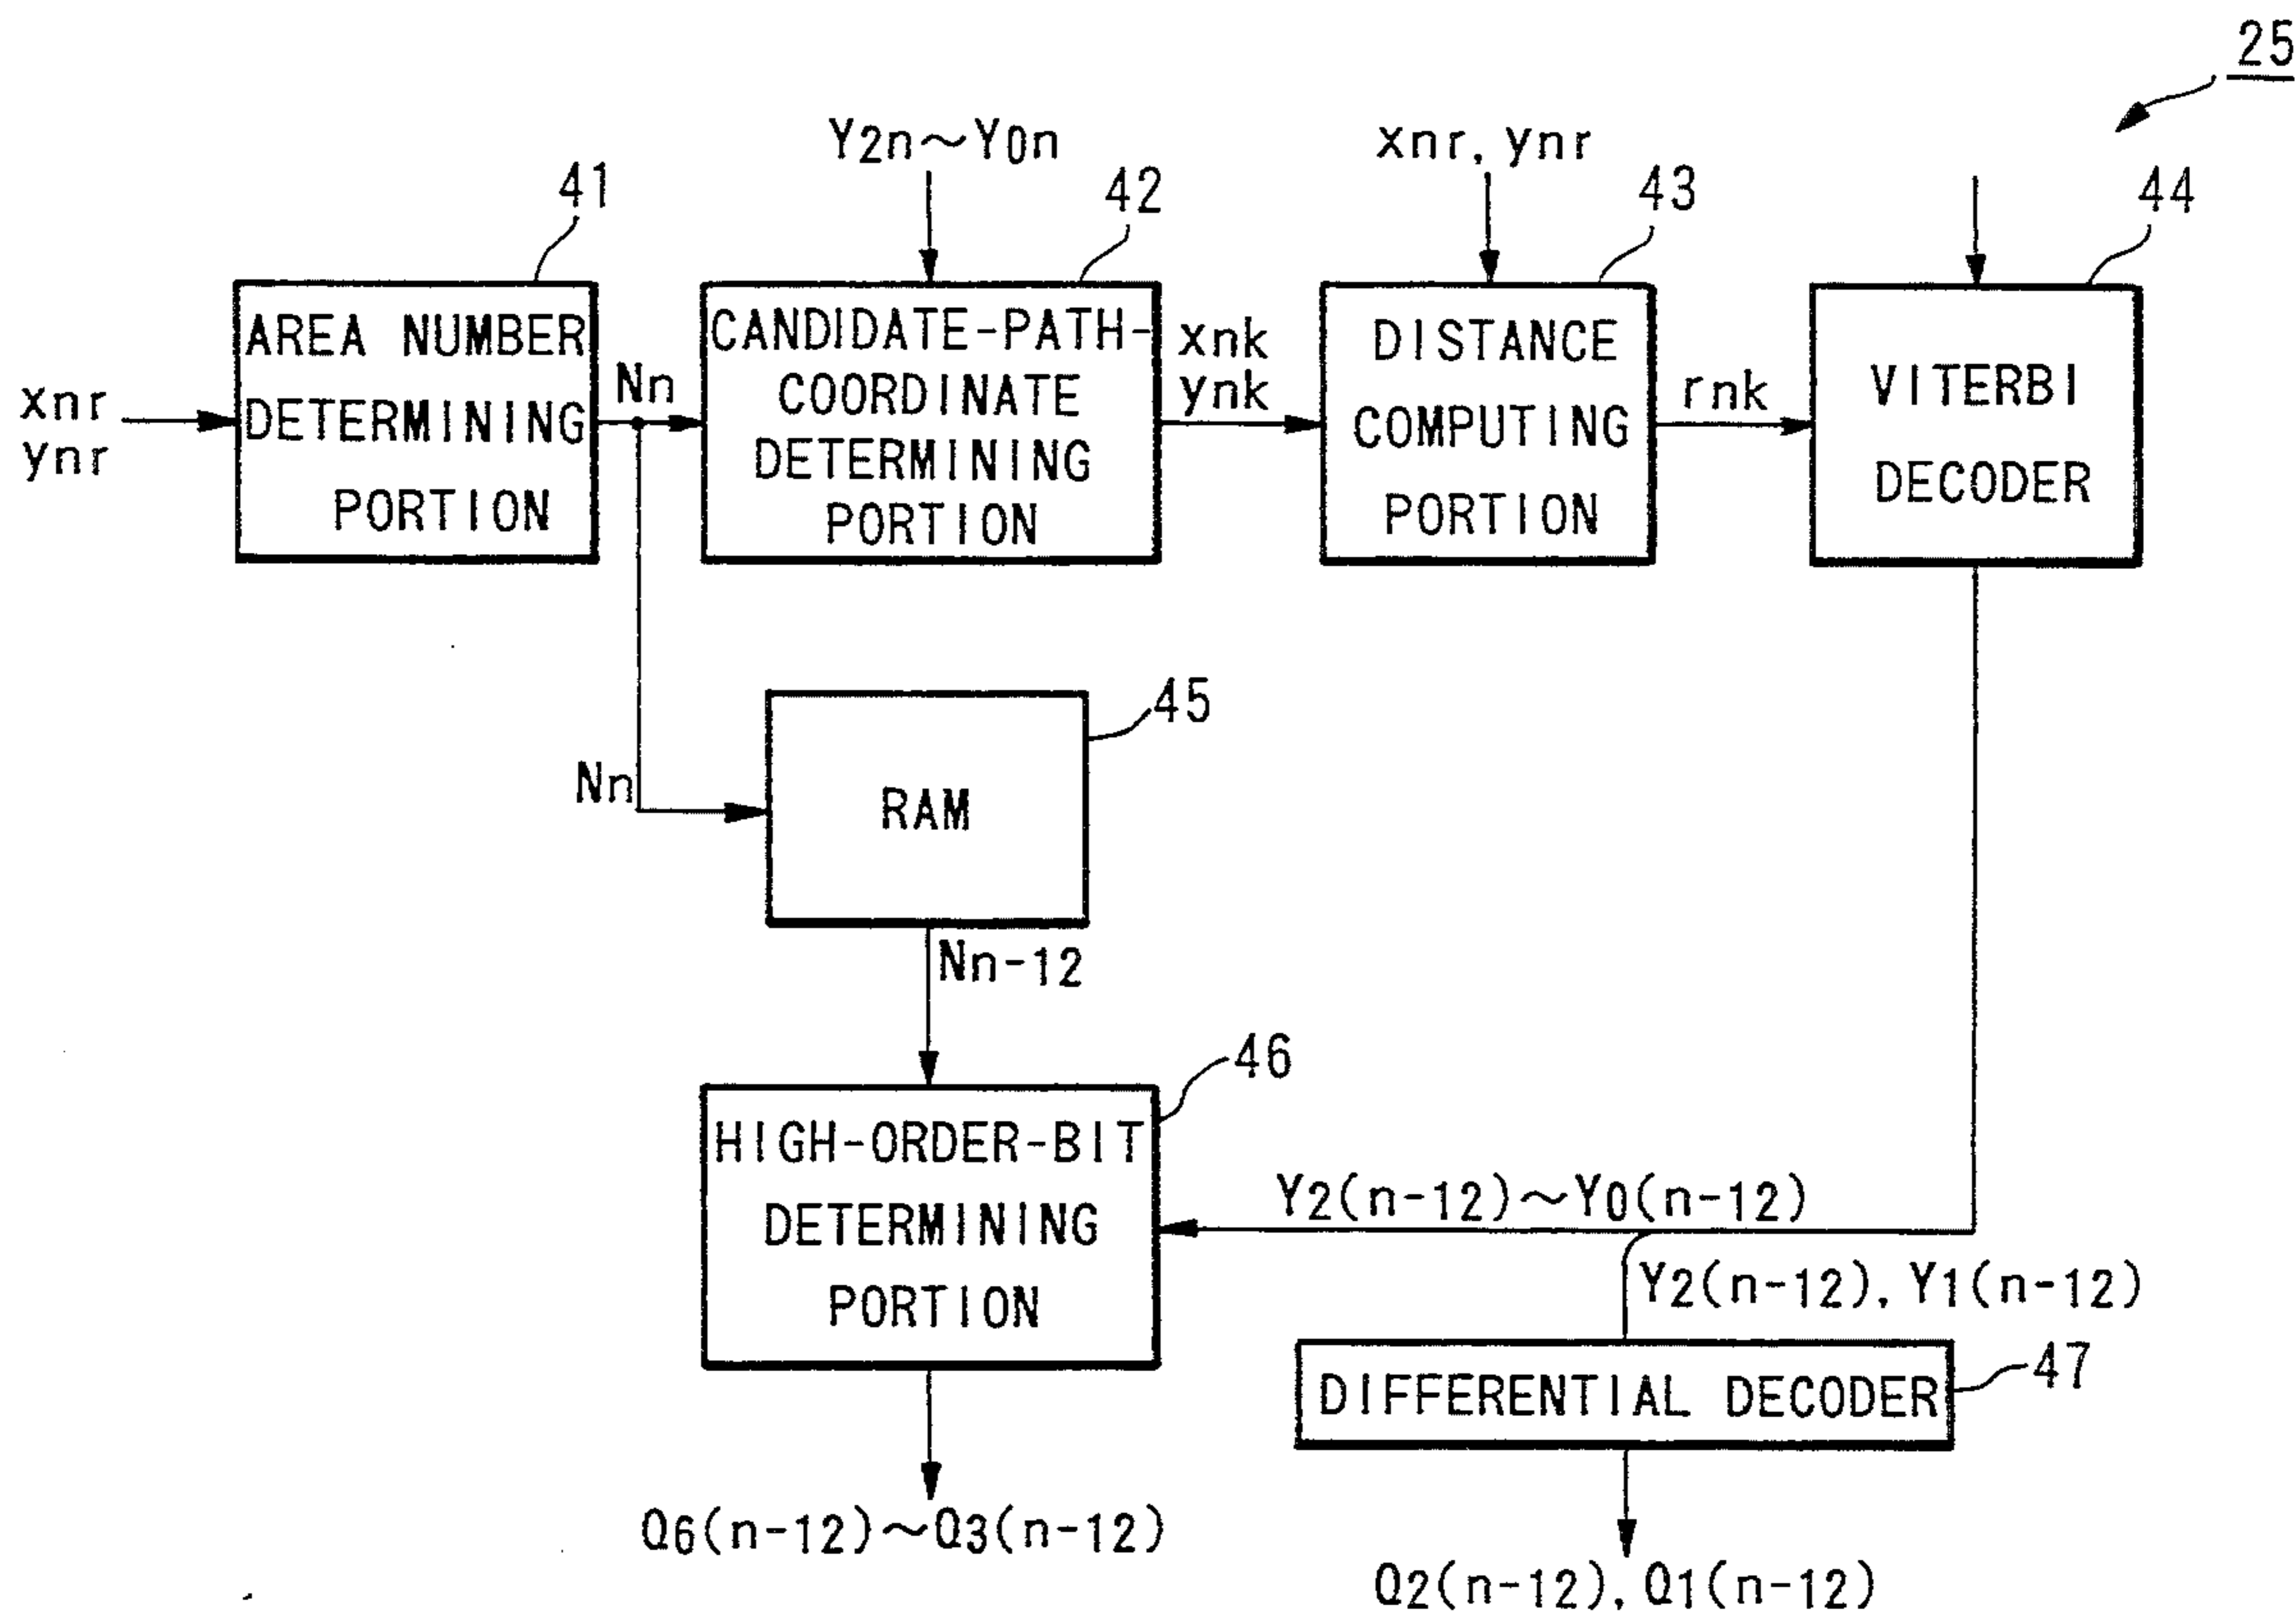 25
Y2n~Y0n
xnr, ynr
41
42
43
44
xnr
ynr
AREA NUMBER
DETERMINING
PORTION
Nn
CANDIDATE-PATH-
COORDINATE
DETERMINING
PORTION
xnk
ynk
DISTANCE
COMPUTING
PORTION
rnk
VITERBI
DECODER
Nn
RAM
45
Nn-12
HIGH-ORDER-BIT
DETERMINING
PORTION
46
Y2(n-12)~Y0(n-12)
Y2(n-12), Y1(n-12)
DIFFERENTIAL DECODER
47
Q6(n-12)~Q3(n-12)
Q2(n-12), Q1(n-12)